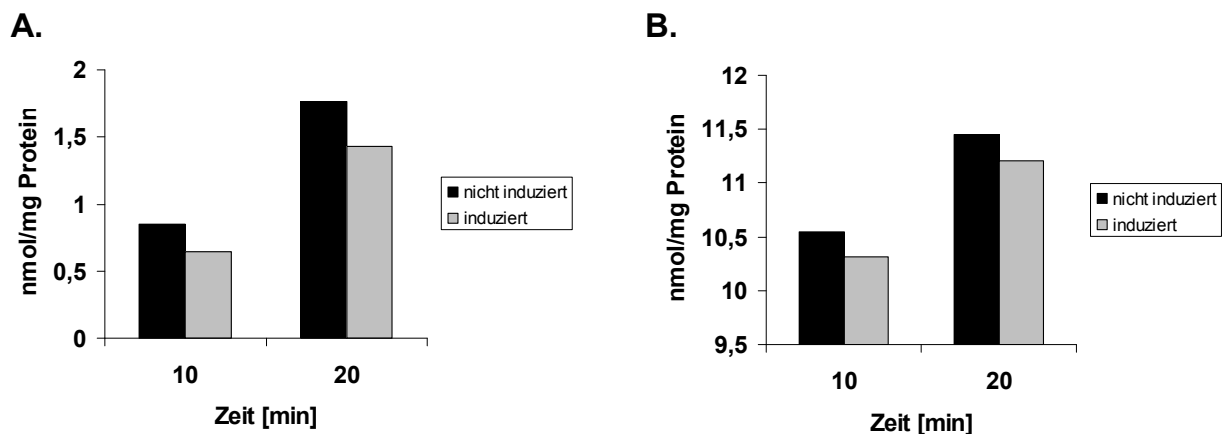 A.
nmol/mg Protein
2
1,5
1
0,5
0
10 20
Zeit [min]
nicht induziert
induziert
B.
nmol/mg Protein
12
11,5
11
10,5
10
9,5
10 20
Zeit [min]
nicht induziert
induziert